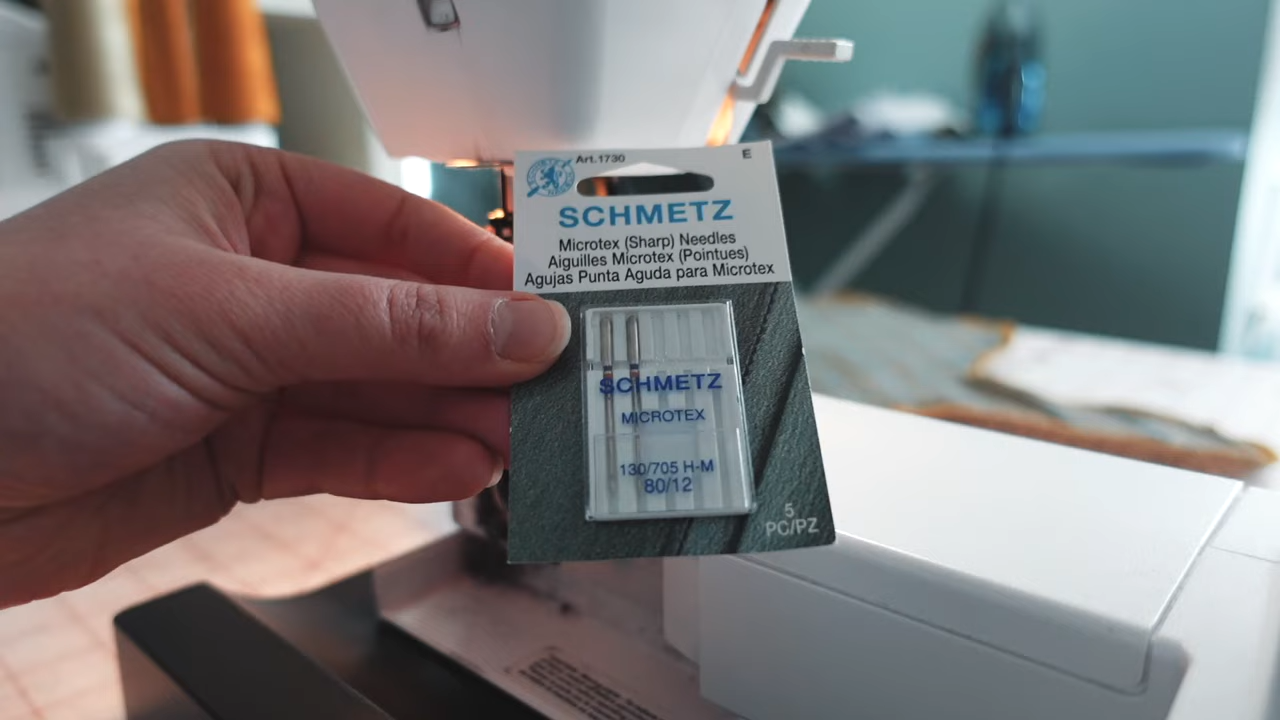 Art.1730
E
SCHMETZ
Microtex (Sharp) Needles
Aiguilles Microtex (Pointues)
Agujas Punta Aguda para Microtex
SCHMETZ
MICROTEX
130/705 H-M
80/12
5
PC/PZ